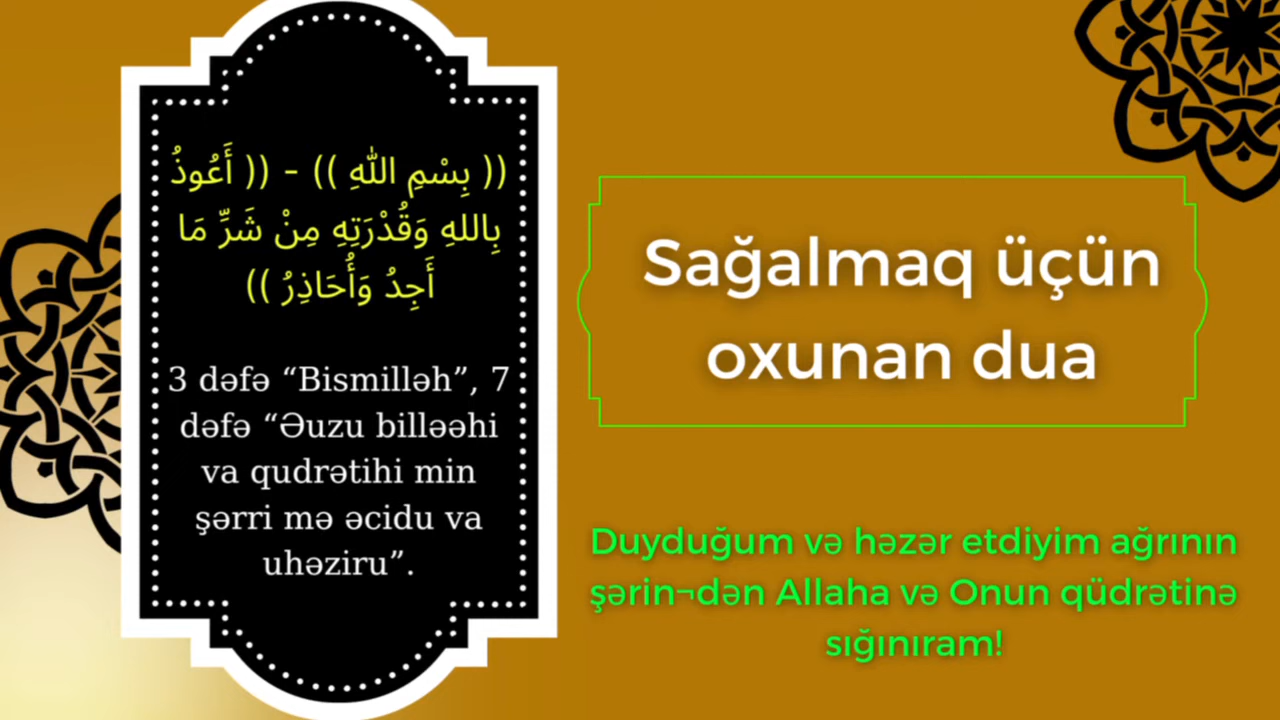 (( بِسْمِ اللّٰهِ )) - (( أَعُوذُ
بِاللهِ وَقُدْرَتِهِ مِنْ شَرِّ مَا
أَجِدُ وَأُحَاذِرُ ))
3 dəfə “Bismilləh”, 7
dəfə “Əuzu billəəhi
va qudrətihi min
şərri mə əcidu va
uhəziru”.
Sağalmaq üçün
oxunan dua
Duyduğum və həzər etdiyim ağrının
şərin¬dən Allaha və Onun qüdrətinə
sığınıram!